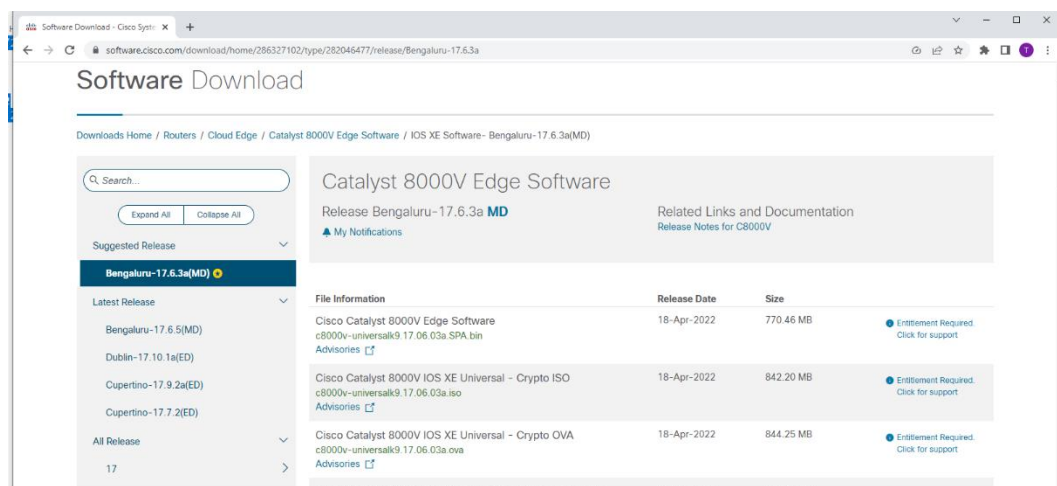 Software Download - Cisco Syste
software.cisco.com/download/home/286327102/type/282046477/release/Bengaluru-17.6.3a
T
Software Download
Downloads Home / Routers / Cloud Edge / Catalyst 8000V Edge Software / IOS XE Software- Bengaluru-17.6.3a(MD)
Search...
Expand All
Collapse All
Suggested Release
Bengaluru-17.6.3a(MD)
Latest Release
Bengaluru-17.6.5(MD)
Dublin-17.10.1a(ED)
Cupertino-17.9.2a(ED)
Cupertino-17.7.2(ED)
All Release
17
Catalyst 8000V Edge Software
Release Bengaluru-17.6.3a MD
My Notifications
Related Links and Documentation
Release Notes for C8000V
File Information Release Date Size
Cisco Catalyst 8000V Edge Software 18-Apr-2022 770.46 MB Entitlement Required.
c8000v-universalk9.17.06.03a.SPA.bin Click for support
Advisories
Cisco Catalyst 8000V IOS XE Universal - Crypto ISO 18-Apr-2022 842.20 MB Entitlement Required.
c8000v-universalk9.17.06.03a.iso Click for support
Advisories
Cisco Catalyst 8000V IOS XE Universal - Crypto OVA 18-Apr-2022 844.25 MB Entitlement Required.
c8000v-universalk9.17.06.03a.ova Click for support
Advisories